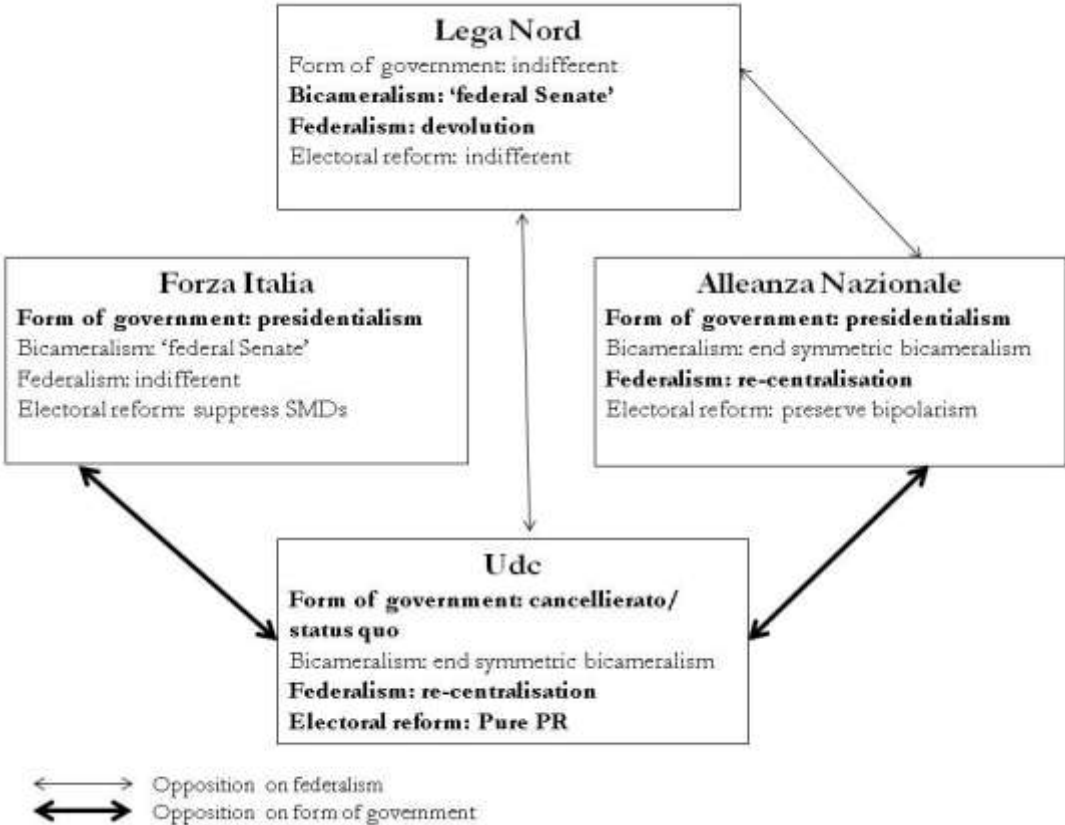 Lega Nord
Form of government: indifferent
Bicameralism: ‘federal Senate’
Federalism: devolution
Electoral reform: indifferent
Forza Italia
Form of government: presidentialism
Bicameralism: ‘federal Senate’
Federalism: indifferent
Electoral reform: suppress SMDs
Alleanza Nazionale
Form of government: presidentialism
Bicameralism: end symmetric bicameralism
Federalism: re-centralisation
Electoral reform: preserve bipolarism
Udc
Form of government: cancellierato/
status quo
Bicameralism: end symmetric bicameralism
Federalism: re-centralisation
Electoral reform: Pure PR
Opposition on federalism
Opposition on form of government